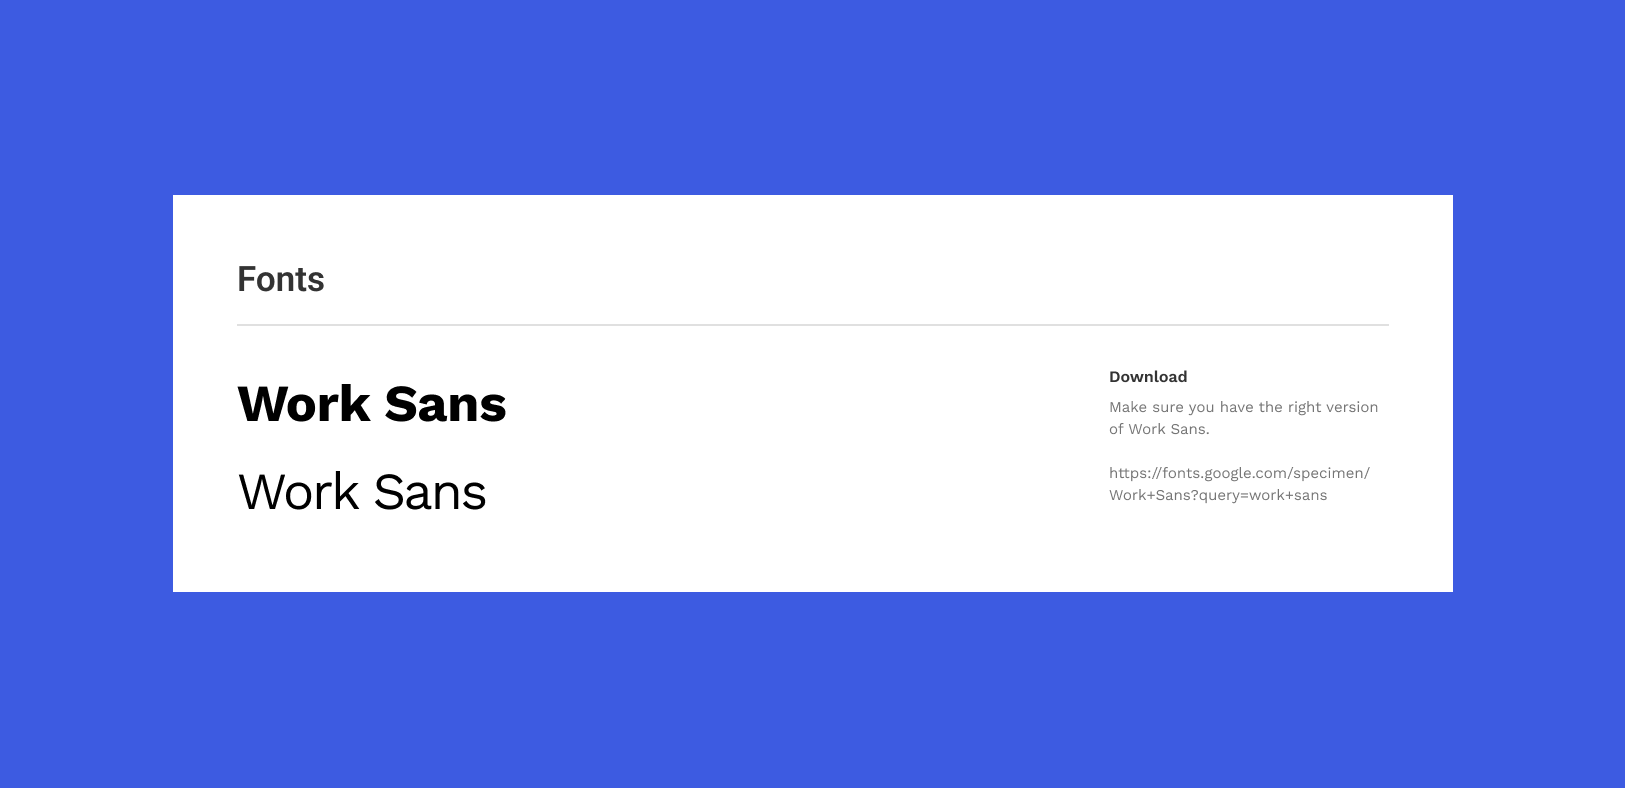 Fonts
Work Sans
Work Sans
Download
Make sure you have the right version
of Work Sans.
https://fonts.google.com/specimen/
Work+Sans?query=work+sans